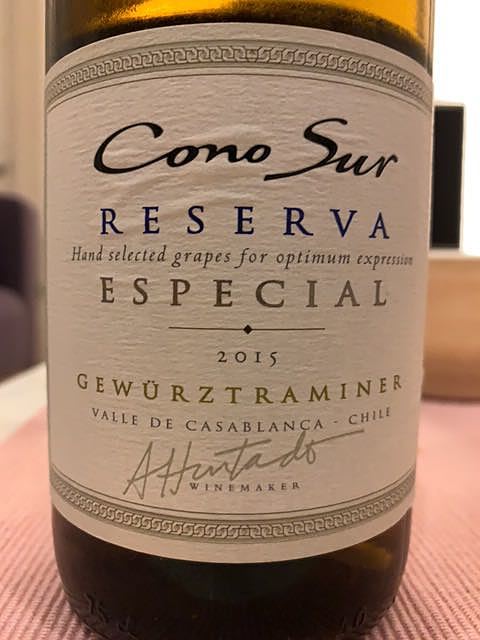 Cono Sur
RESERVA
Hand selected grapes for optimum expression
ESPECIAL
2015
GEWÜRZTRAMINER
VALLE DE CASABLANCA - CHILE
AHurtado
WINEMAKER